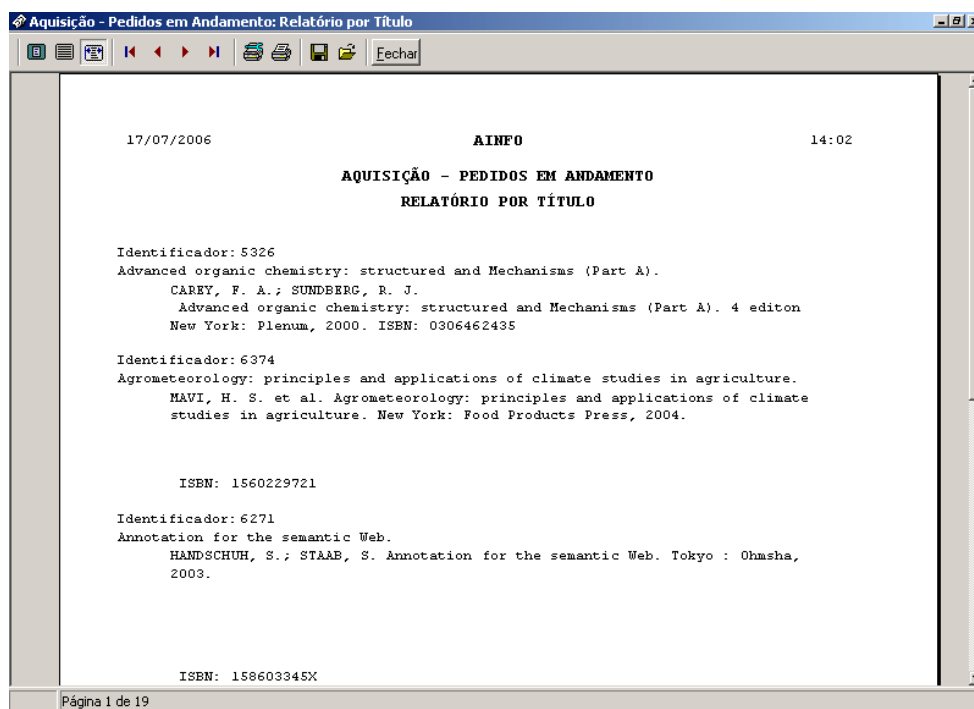 Aquisição - Pedidos em Andamento: Relatório por Título
Fechar
17/07/2006 AINFO 14:02
AQUISIÇÃO - PEDIDOS EM ANDAMENTO
RELATÓRIO POR TÍTULO
Identificador: 5326
Advanced organic chemistry: structured and Mechanisms (Part A).
CAREY, F. A.; SUNDBERG, R. J.
Advanced organic chemistry: structured and Mechanisms (Part A). 4 editon
New York: Plenum, 2000. ISBN: 0306462435
Identificador: 6374
Agrometeorology: principles and applications of climate studies in agriculture.
MAVI, H. S. et al. Agrometeorology: principles and applications of climate
studies in agriculture. New York: Food Products Press, 2004.
ISBN: 1560229721
Identificador: 6271
Annotation for the semantic Web.
HANDSCHUH, S.; STAAB, S. Annotation for the semantic Web. Tokyo : Ohmsha,
2003.
ISBN: 158603345X
Página 1 de 19